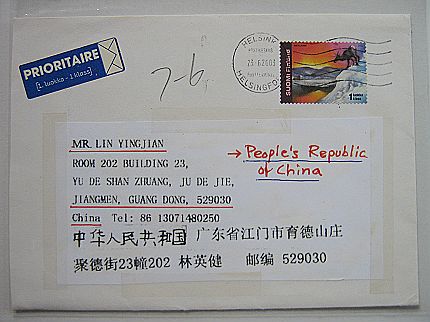 PRIORITAIRE
1. luokka - 1 klass
HELSINKI
HELSINGFORS
SUOMI FINLAND
1 luokka klass
7-6
MR. LIN YINGJIAN
ROOM 202 BUILDING 23,
YU DE SHAN ZHUANG, JU DE JIE,
JIANGMEN, GUANG DONG, 529030
China Tel: 86 13071480250
→ People's Republic
of China
中华人民共和国 广东省江门市育德山庄
聚德街23幢202 林英健 邮编 529030